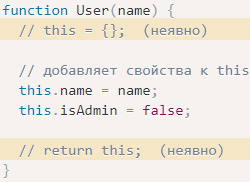 function User(name) {
  // this = {};  (неявно)

  // добавляет свойства к this
  this.name = name;
  this.isAdmin = false;

  // return this;  (неявно)
}